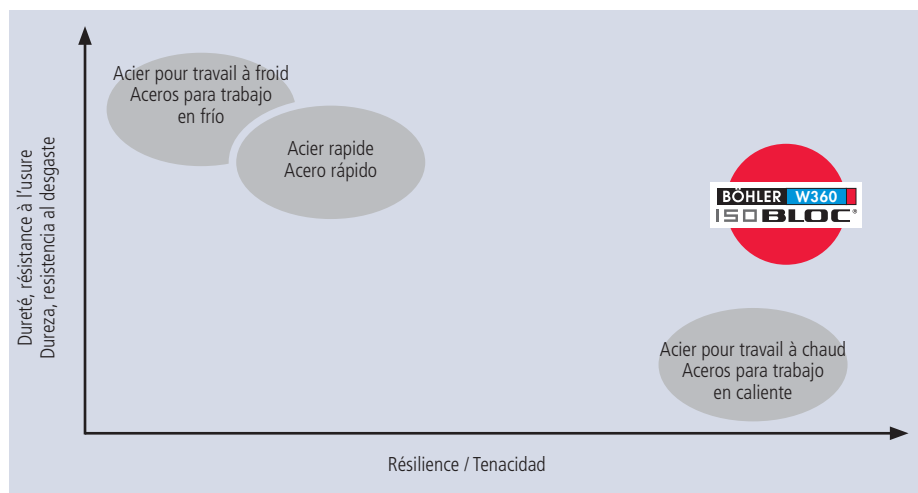 Acier pour travail à froid
Aceros para trabajo
en frío
Acier rapide
Acero rápido
BÖHLER W360
ISOBLOC®
Acier pour travail à chaud
Aceros para trabajo
en caliente
Dureté, résistance à l'usure
Dureza, resistencia al desgaste
Résilience / Tenacidad